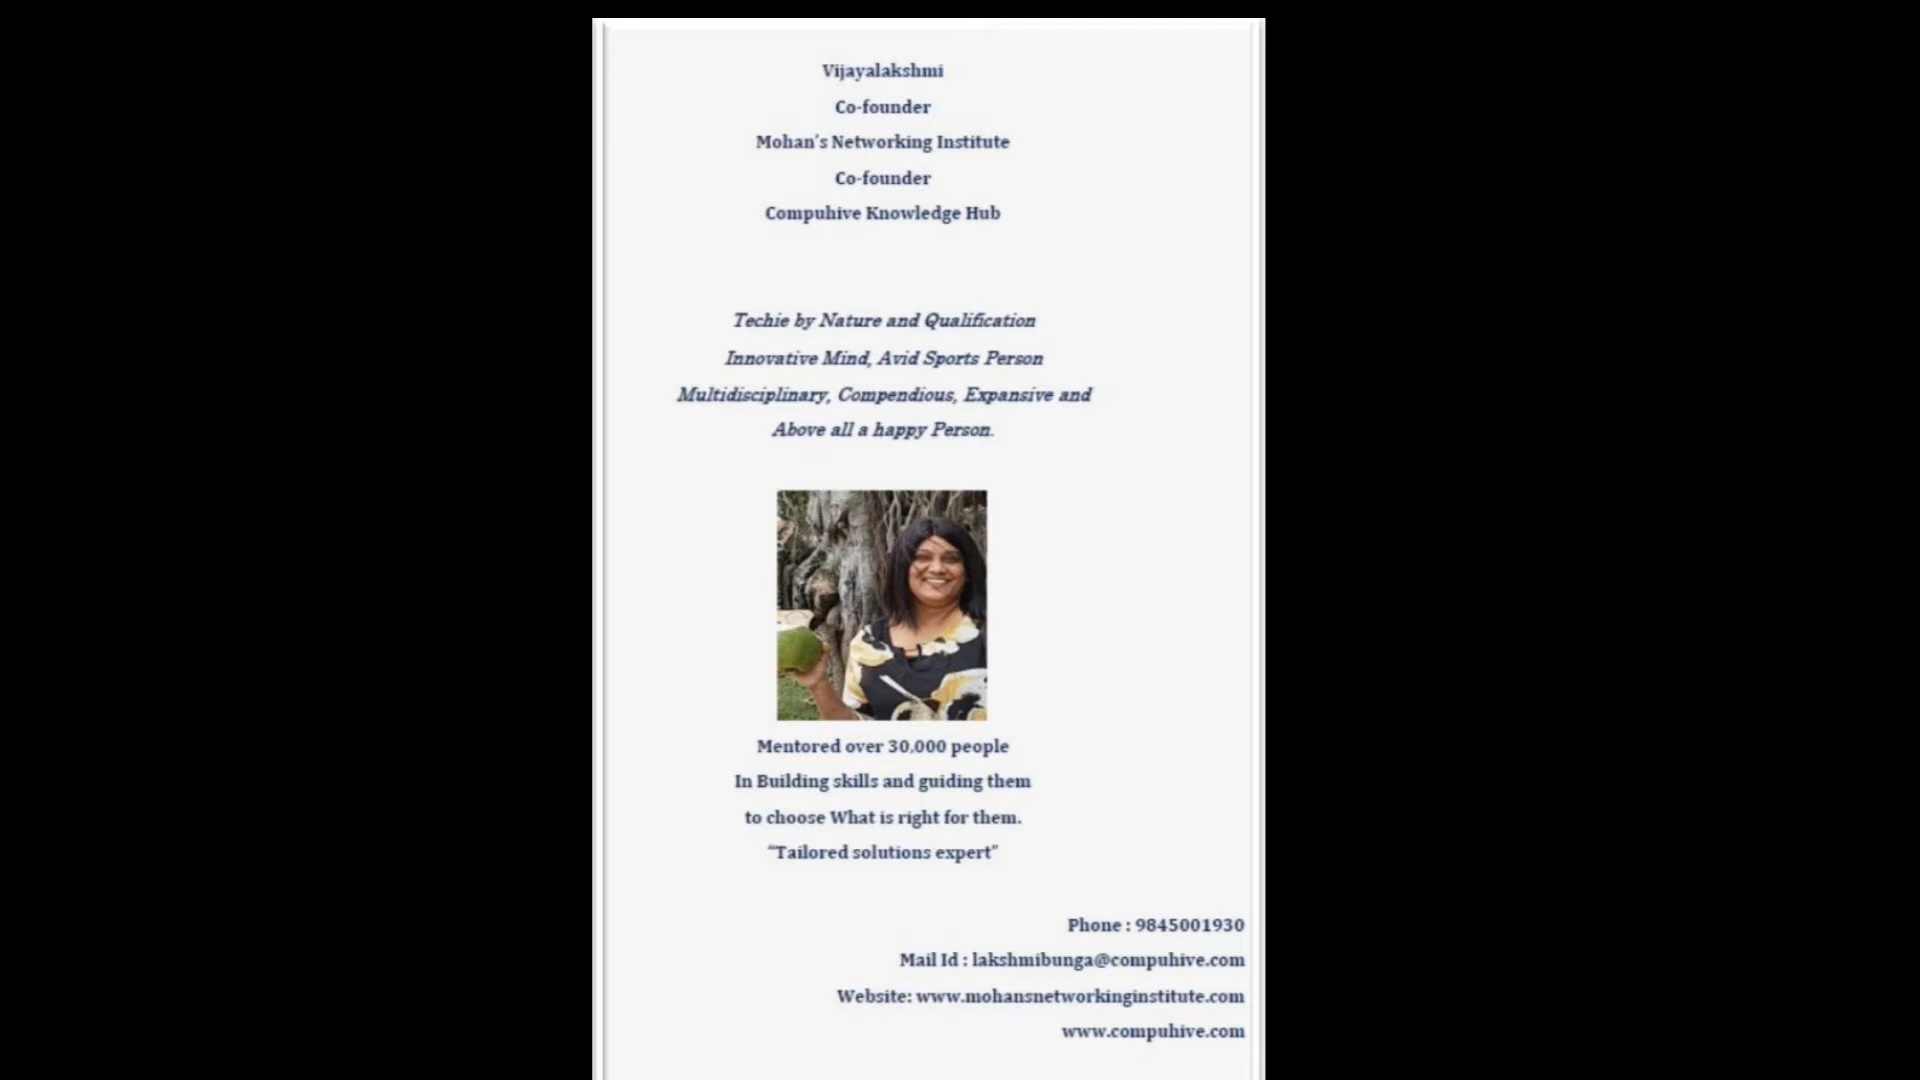 Vijayalakshmi
Co-founder
Mohan's Networking Institute
Co-founder
Compuhive Knowledge Hub
Techie by Nature and Qualification
Innovative Mind, Avid Sports Person
Multidisciplinary, Compendious, Expansive and
Above all a happy Person.
Mentored over 30,000 people
In Building skills and guiding them
to choose What is right for them.
“Tailored solutions expert”
Phone : 9845001930
Mail Id : lakshmibunga@compuhive.com
Website: www.mohansnetworkinginstitute.com
www.compuhive.com